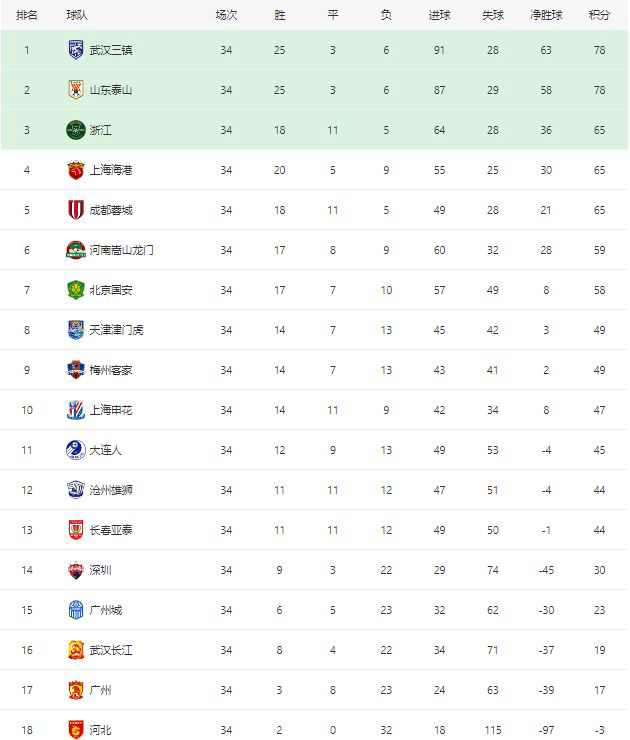 排名 球队 场次 胜 平 负 进球 失球 净胜球 积分
1 武汉三镇 34 25 3 6 91 28 63 78
2 山东泰山 34 25 3 6 87 29 58 78
3 浙江 34 18 11 5 64 28 36 65
4 上海海港 34 20 5 9 55 25 30 65
5 成都蓉城 34 18 11 5 49 28 21 65
6 河南嵩山龙门 34 17 8 9 60 32 28 59
7 北京国安 34 17 7 10 57 49 8 58
8 天津津门虎 34 14 7 13 45 42 3 49
9 梅州客家 34 14 7 13 43 41 2 49
10 上海申花 34 14 11 9 42 34 8 47
11 大连人 34 12 9 13 49 53 -4 45
12 沧州雄狮 34 11 11 12 47 51 -4 44
13 长春亚泰 34 11 11 12 49 50 -1 44
14 深圳 34 9 3 22 29 74 -45 30
15 广州城 34 6 5 23 32 62 -30 23
16 武汉长江 34 8 4 22 34 71 -37 19
17 广州 34 3 8 23 24 63 -39 17
18 河北 34 2 0 32 18 115 -97 -3